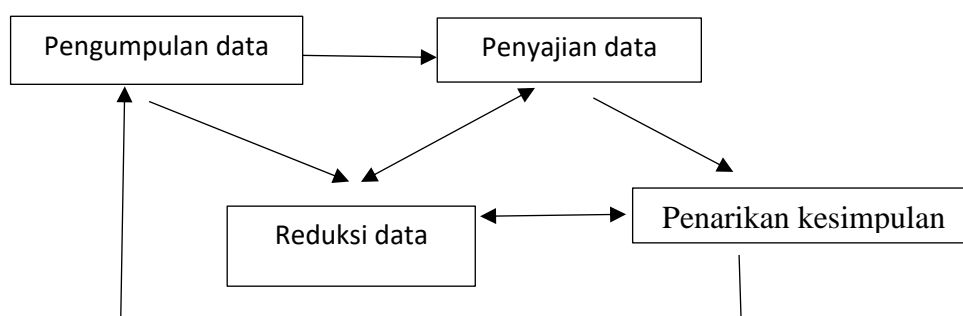 Pengumpulan data
Penyajian data
Reduksi data
Penarikan kesimpulan